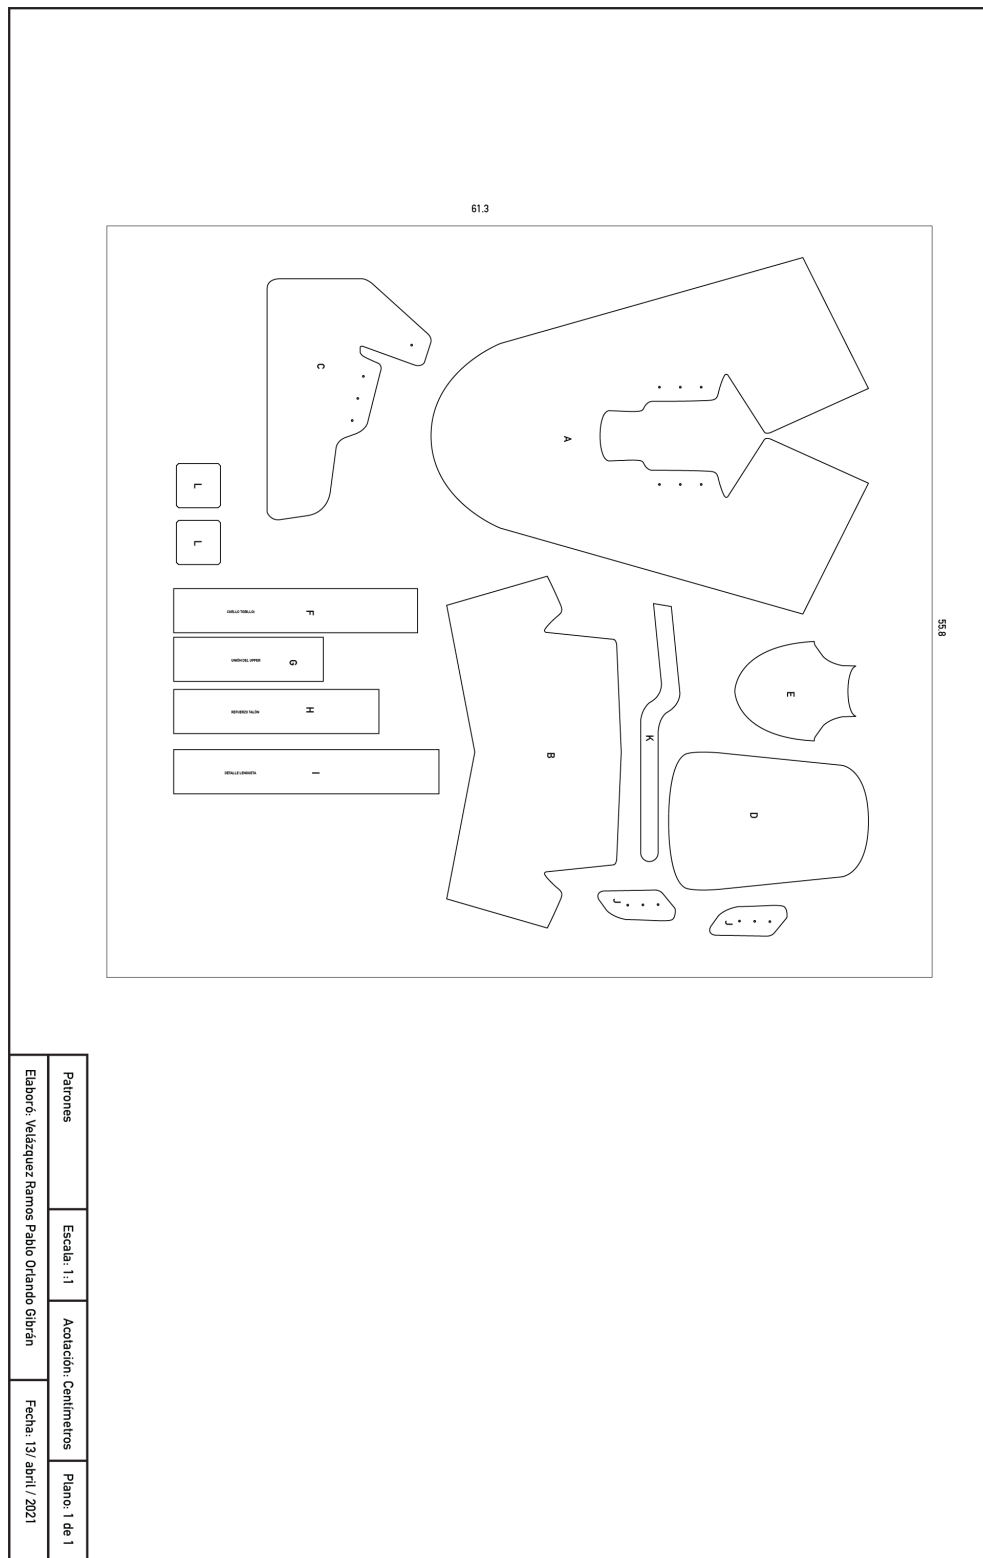 61.3
55.8
A
B
C
D
E
F
CUELLO TOBILLO
G
UNIÓN DEL UPPER
H
REFUERZO TALÓN
I
DETALLE LENGÜETA
J
J
K
L
L
Patrones
Escala: 1:1
Acotación: Centímetros
Plano: 1 de 1
Elaboró: Velázquez Ramos Pablo Orlando Gibrán
Fecha: 13/ abril / 2021